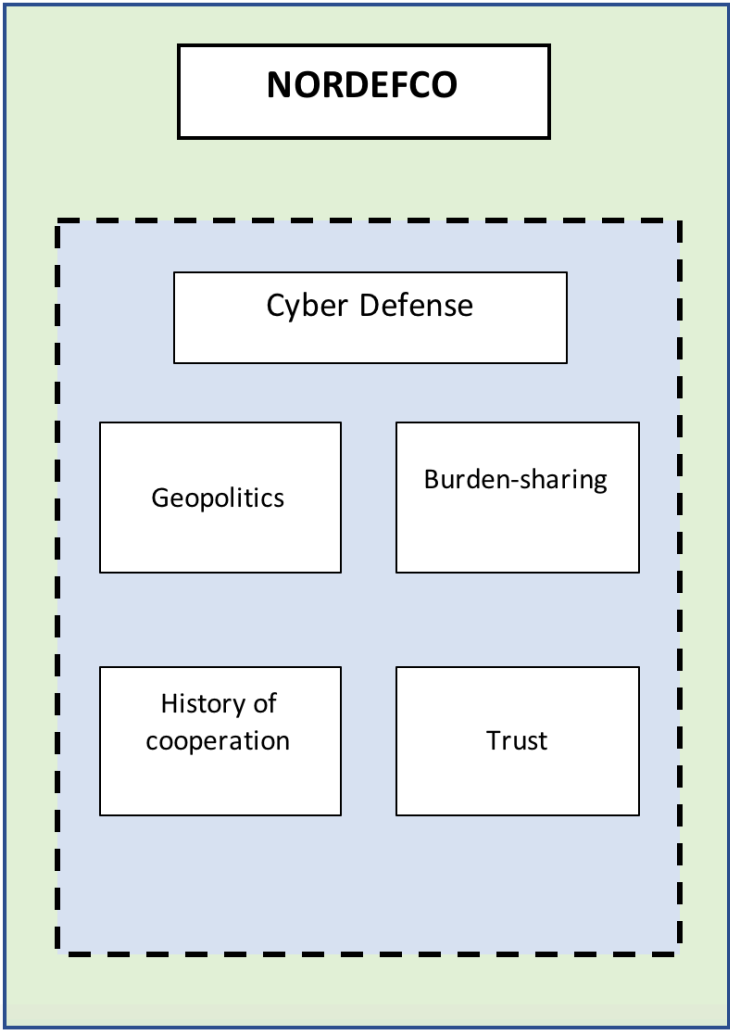 NORDEFCO
Cyber Defense
Geopolitics
Burden-sharing
History of
cooperation
Trust